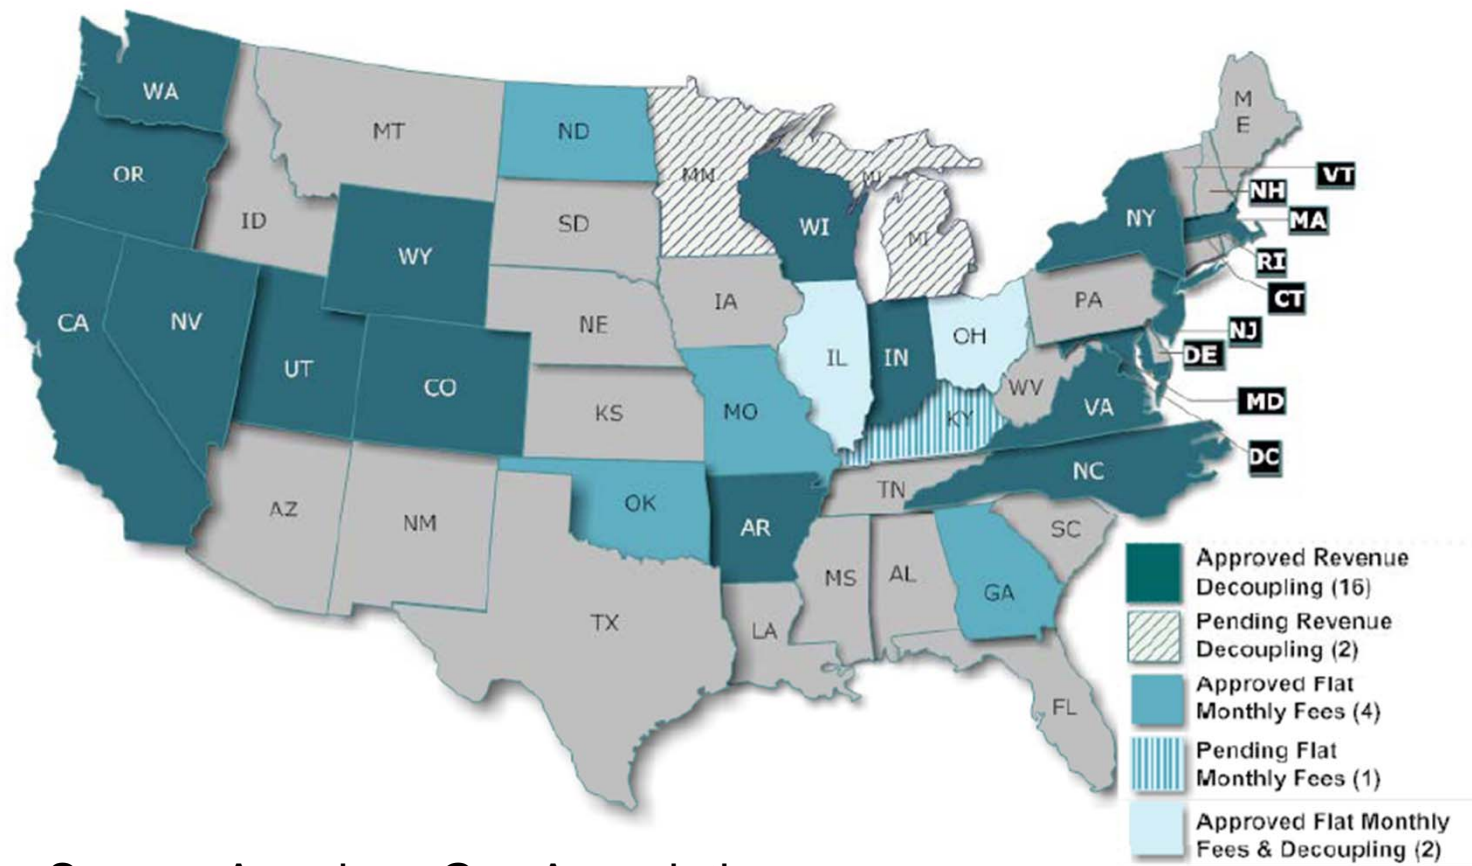 WA
OR
CA
NV
ID
MT
WY
UT
CO
AZ
NM
ND
SD
NE
KS
OK
TX
MN
IA
MO
AR
LA
WI
MI
MI
IL
IN
OH
KY
TN
MS
AL
GA
FL
SC
NC
VA
WV
PA
NY
M
E
VT
NH
MA
RI
CT
NJ
DE
MD
DC
Approved Revenue
Decoupling (16)
Pending Revenue
Decoupling (2)
Approved Flat
Monthly Fees (4)
Pending Flat
Monthly Fees (1)
Approved Flat Monthly
Fees & Decoupling (2)